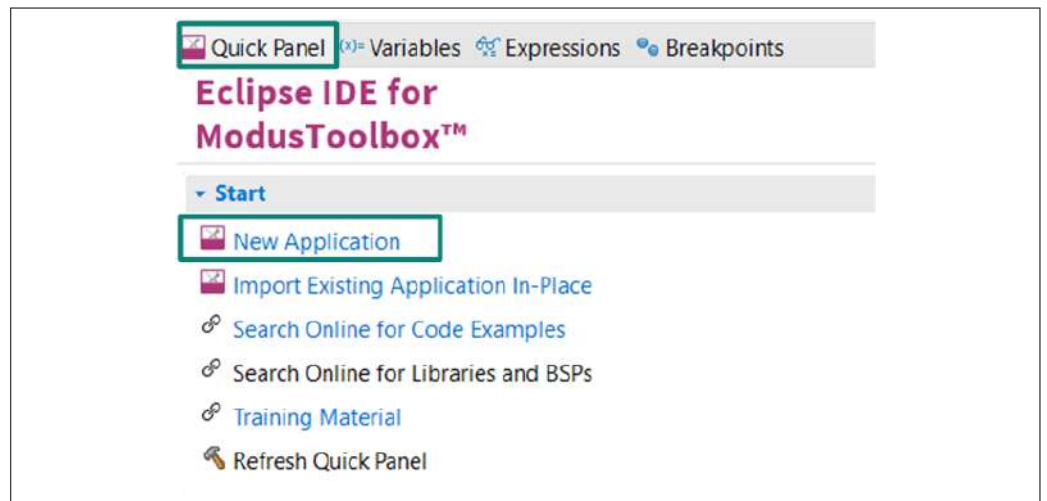 Quick Panel (x)= Variables Expressions Breakpoints
Eclipse IDE for
ModusToolbox™
Start
New Application
Import Existing Application In-Place
Search Online for Code Examples
Search Online for Libraries and BSPs
Training Material
Refresh Quick Panel